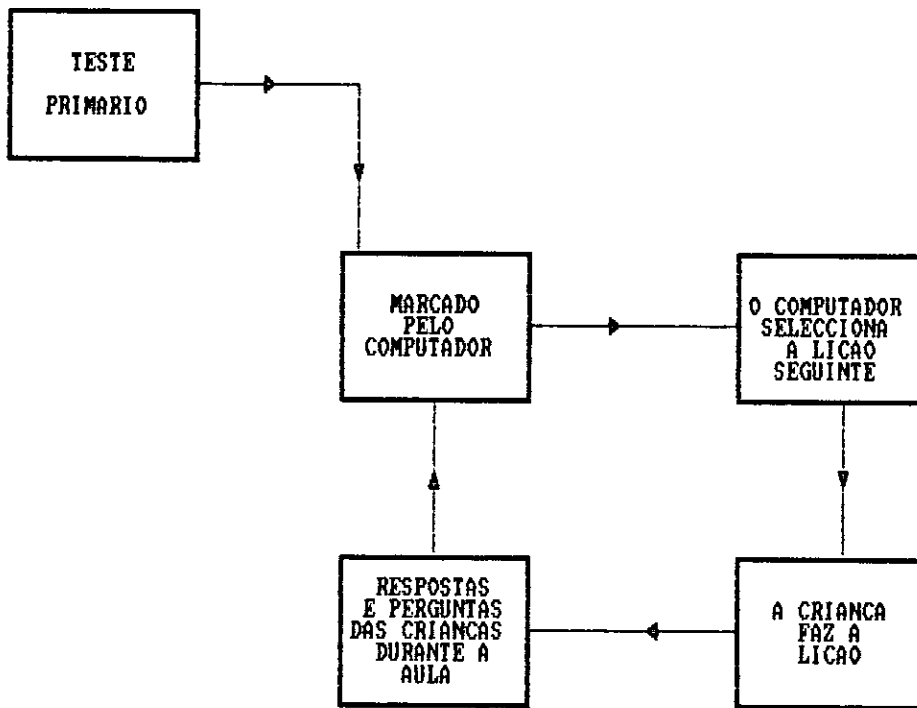 TESTE
PRIMARIO
MARCADO
PELO
COMPUTADOR
O COMPUTADOR
SELECCIONA
A LICAO
SEGUINTE
RESPOSTAS
E PERGUNTAS
DAS CRIANCAS
DURANTE A
AULA
A CRIANCA
FAZ A
LICAO